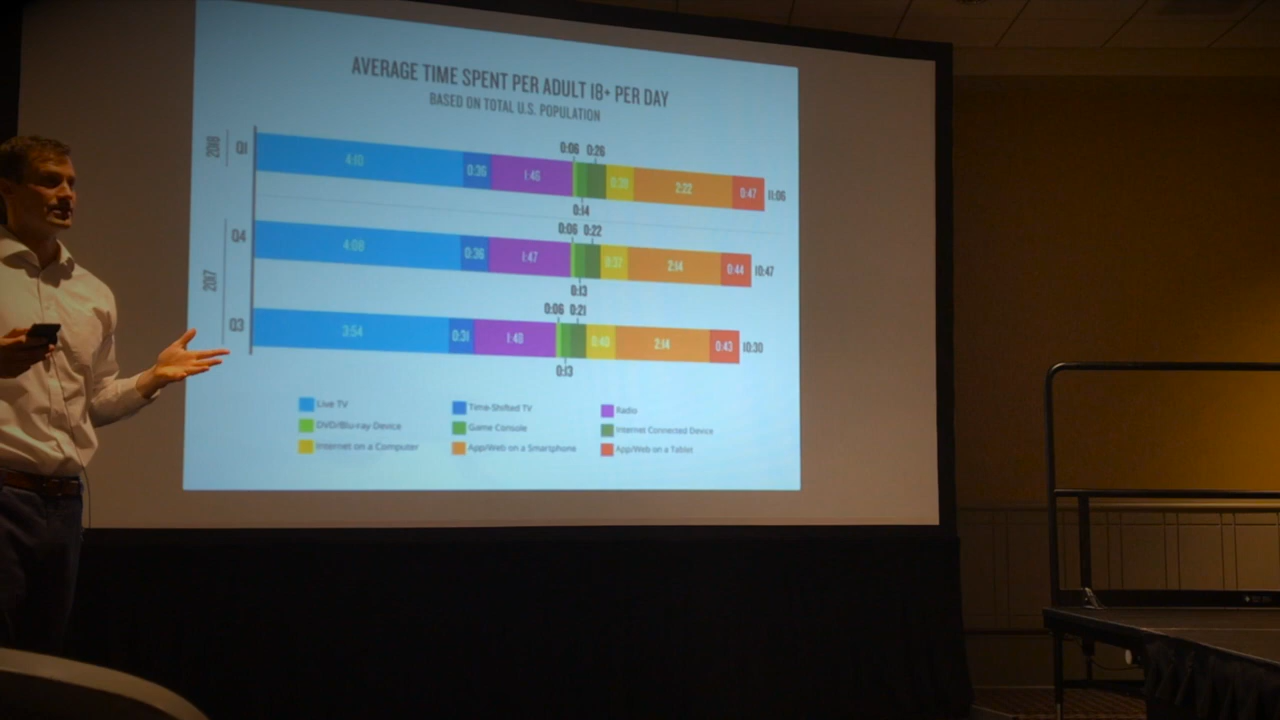 AVERAGE TIME SPENT PER ADULT 18+ PER DAY
BASED ON TOTAL U.S. POPULATION
0:06 0:26
2018 Q1 4:10 0:36 1:46 0:39 2:22 0:47 11:06
0:14
0:06 0:22
Q4 4:08 0:36 1:47 0:37 2:14 0:44 10:47
0:13
2017
0:06 0:21
Q3 3:54 0:31 1:48 0:40 2:14 0:43 10:30
0:13
Live TV Time-Shifted TV Radio
DVD/Blu-ray Device Game Console Internet Connected Device
Internet on a Computer App/Web on a Smartphone App/Web on a Tablet